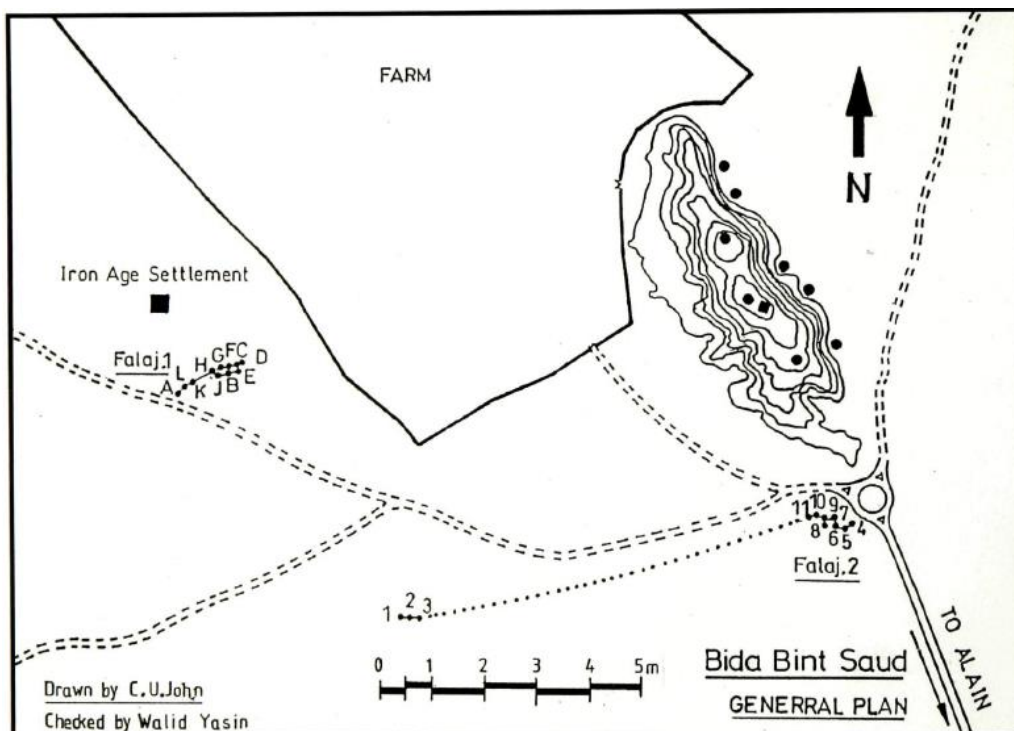 FARM
N
Iron Age Settlement
Falaj.1
A L K H G F C D
J B E
11 10 9 7 4
8 6 5
Falaj.2
1 2 3
0 1 2 3 4 5m
TO ALAIN
Bida Bint Saud
GENERRAL PLAN
Drawn by C.U.John
Checked by Walid Yasin